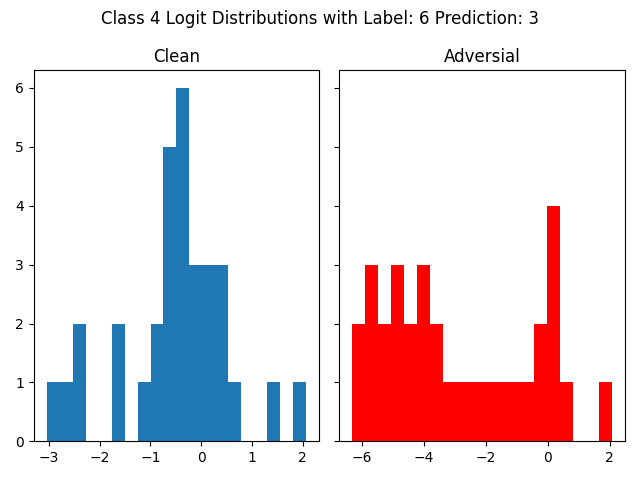 Class 4 Logit Distributions with Label: 6 Prediction: 3
Clean
Adversial
6
5
4
3
2
1
0
−3 −2 −1 0 1 2
−6 −4 −2 0 2